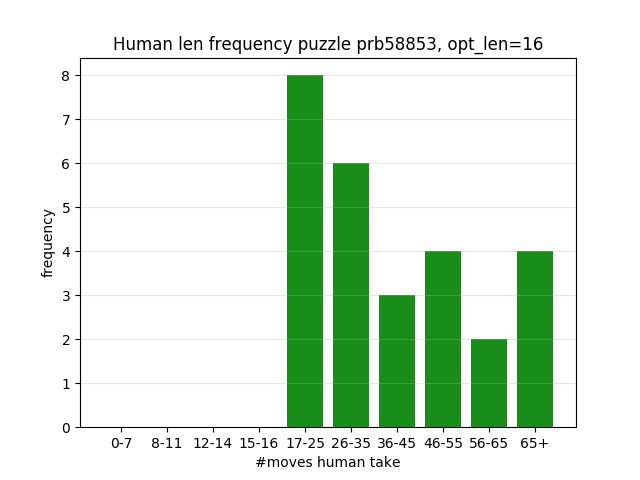 Human len frequency puzzle prb58853, opt_len=16
8
7
6
5
4
3
2
1
0
frequency
0-7 8-11 12-14 15-16 17-25 26-35 36-45 46-55 56-65 65+
#moves human take